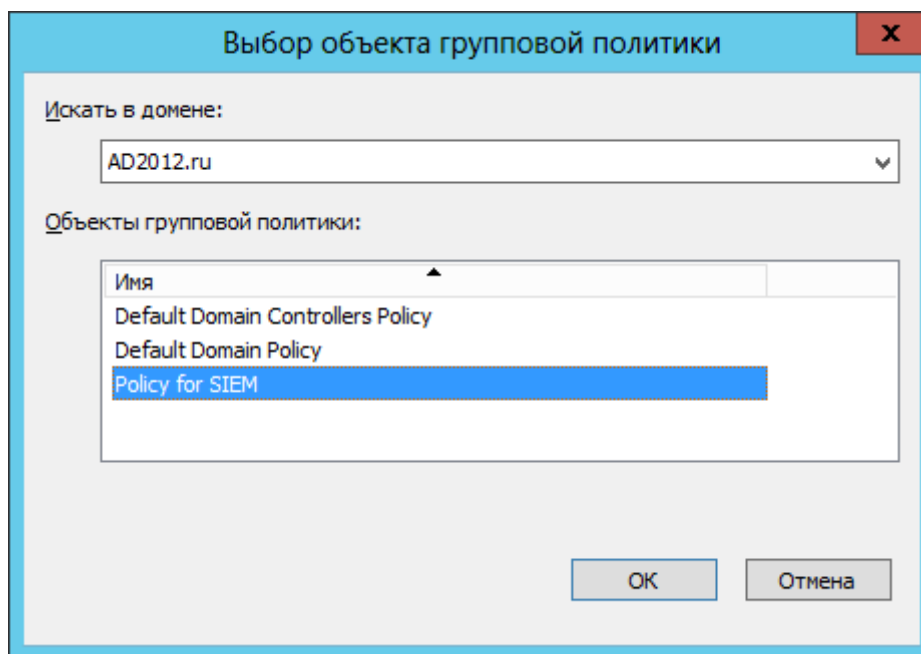 Выбор объекта групповой политики
x
Искать в домене:
AD2012.ru
Объекты групповой политики:
Имя
Default Domain Controllers Policy
Default Domain Policy
Policy for SIEM
ОК
Отмена